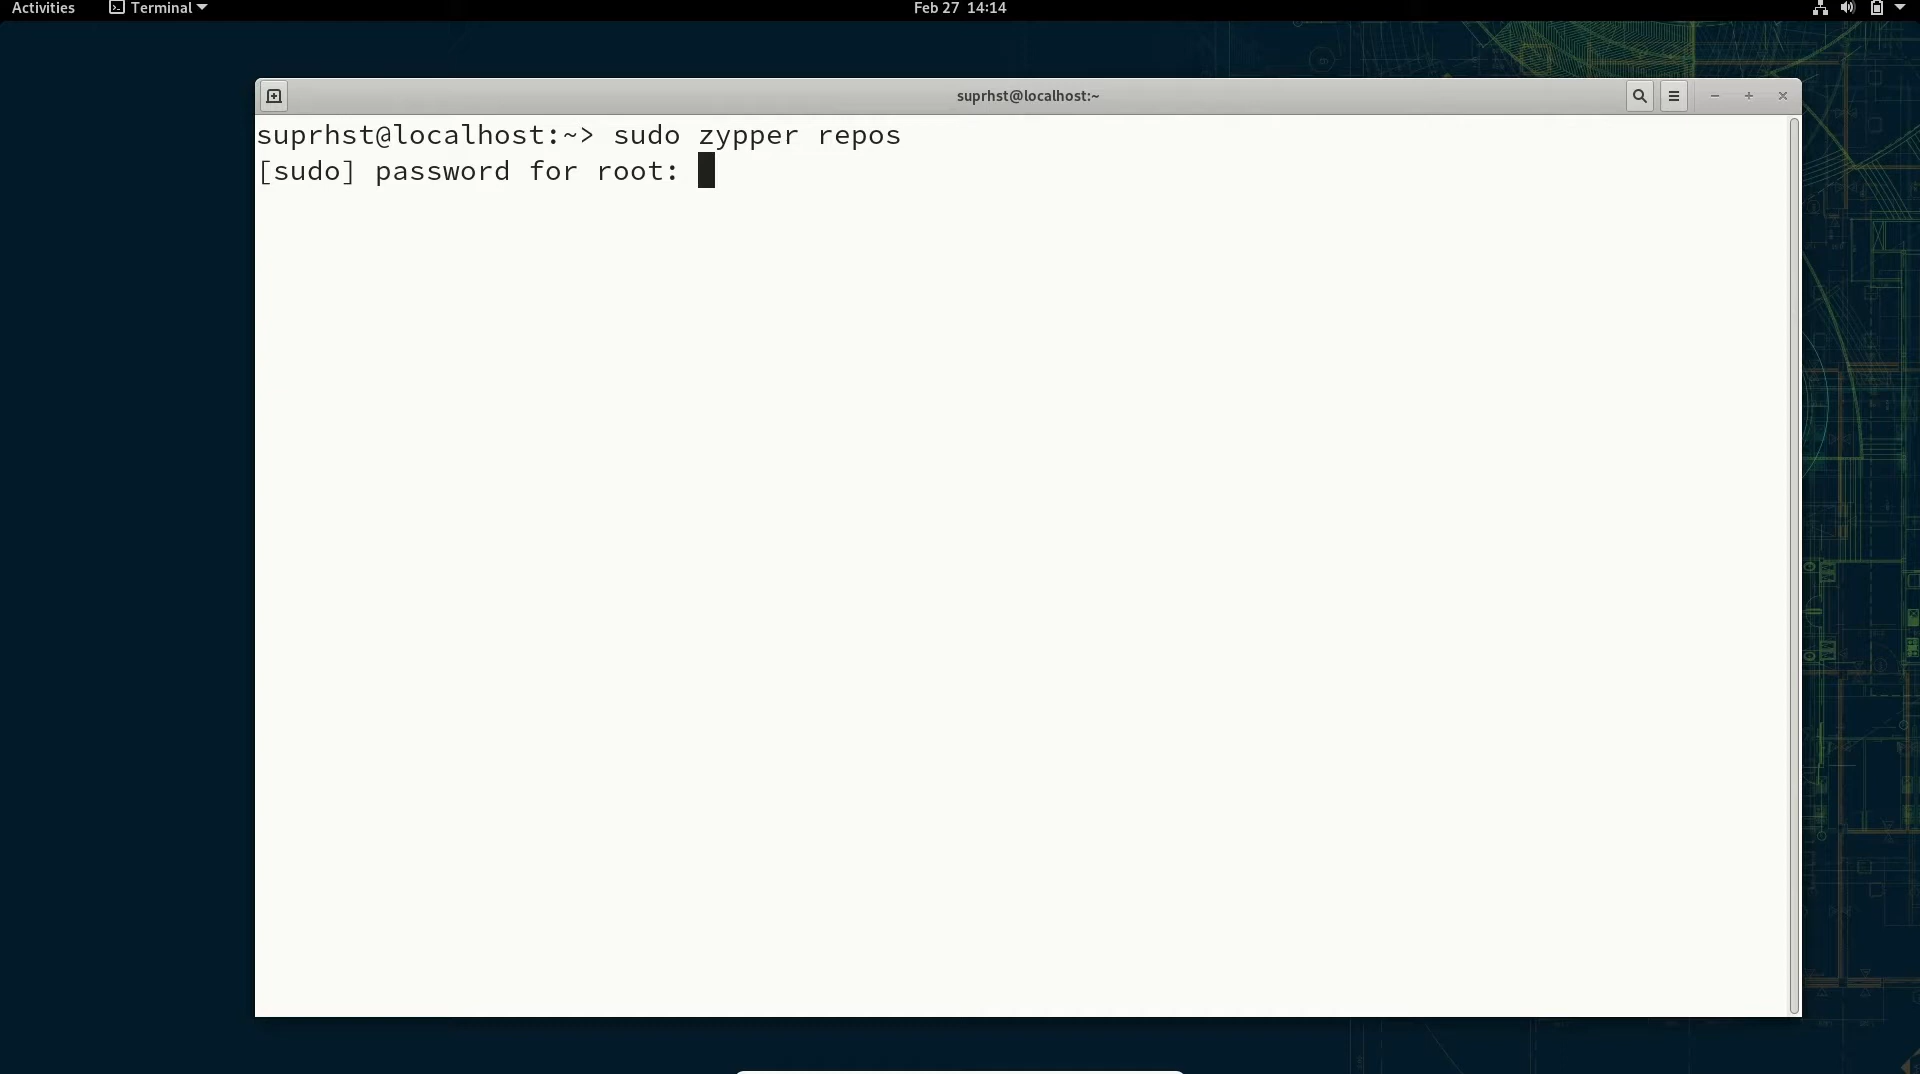 Activities Terminal Feb 27 14:14
suprhst@localhost:~
suprhst@localhost:~> sudo zypper repos
[sudo] password for root: